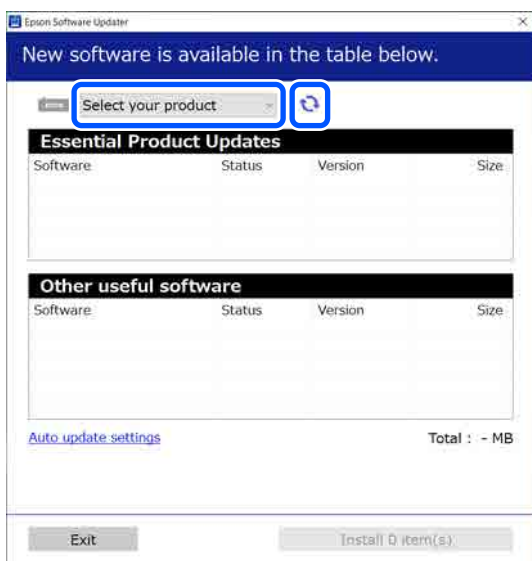 Epson Software Updater
New software is available in the table below.
Select your product
Essential Product Updates
Software Status Version Size
Other useful software
Software Status Version Size
Auto update settings Total : - MB
Exit Install 0 item(s)